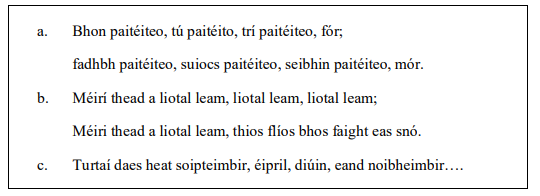 a. Bhon paitéiteo, tú paitéito, trí paitéiteo, fór;
fadhbh paitéiteo, suiocs paitéiteo, seibhin paitéiteo, mór.
b. Méirí thead a liotal leam, liotal leam, liotal leam;
Méiri thead a liotal leam, thios flíos bhos faight eas snó.
c. Turtaí daes heat soipteimbir, éipril, diúin, eand noibheimbir….